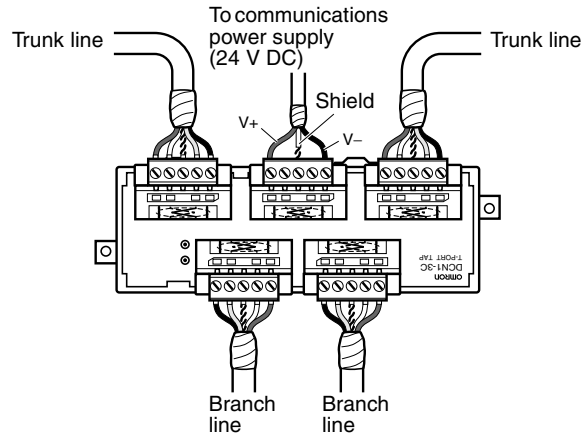 To communications
power supply
(24 V DC)
Trunk line
Trunk line
Shield
V+
V–
OMRON
DCN1-3C
T-PORT TAP
Branch
line
Branch
line